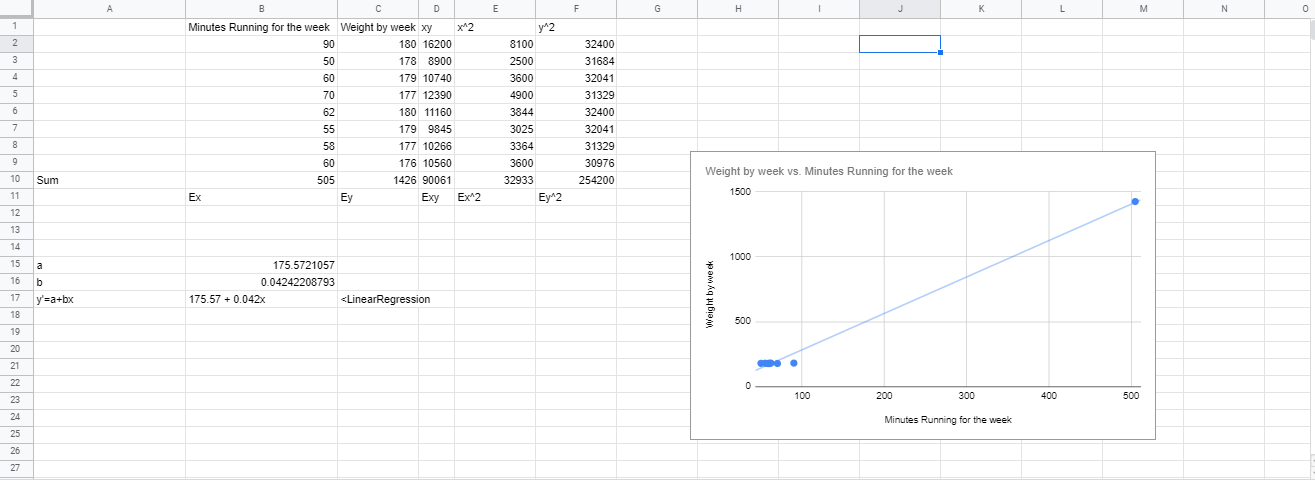 A B C D E F G H I J K L M N O
1 Minutes Running for the week Weight by week xy x^2 y^2
2 90 180 16200 8100 32400
3 50 178 8900 2500 31684
4 60 179 10740 3600 32041
5 70 177 12390 4900 31329
6 62 180 11160 3844 32400
7 55 179 9845 3025 32041
8 58 177 10266 3364 31329
9 60 176 10560 3600 30976
10 Sum 505 1426 90061 32933 254200
11 Ex Ey Exy Ex^2 Ey^2
12
13
14
15 a 175.5721057
16 b 0.04242208793
17 y'=a+bx 175.57 + 0.042x <LinearRegression
18
19
20
21
22
23
24
25
26
27
Weight by week vs. Minutes Running for the week
1500
1000
500
0
Weight by week
100 200 300 400 500
Minutes Running for the week